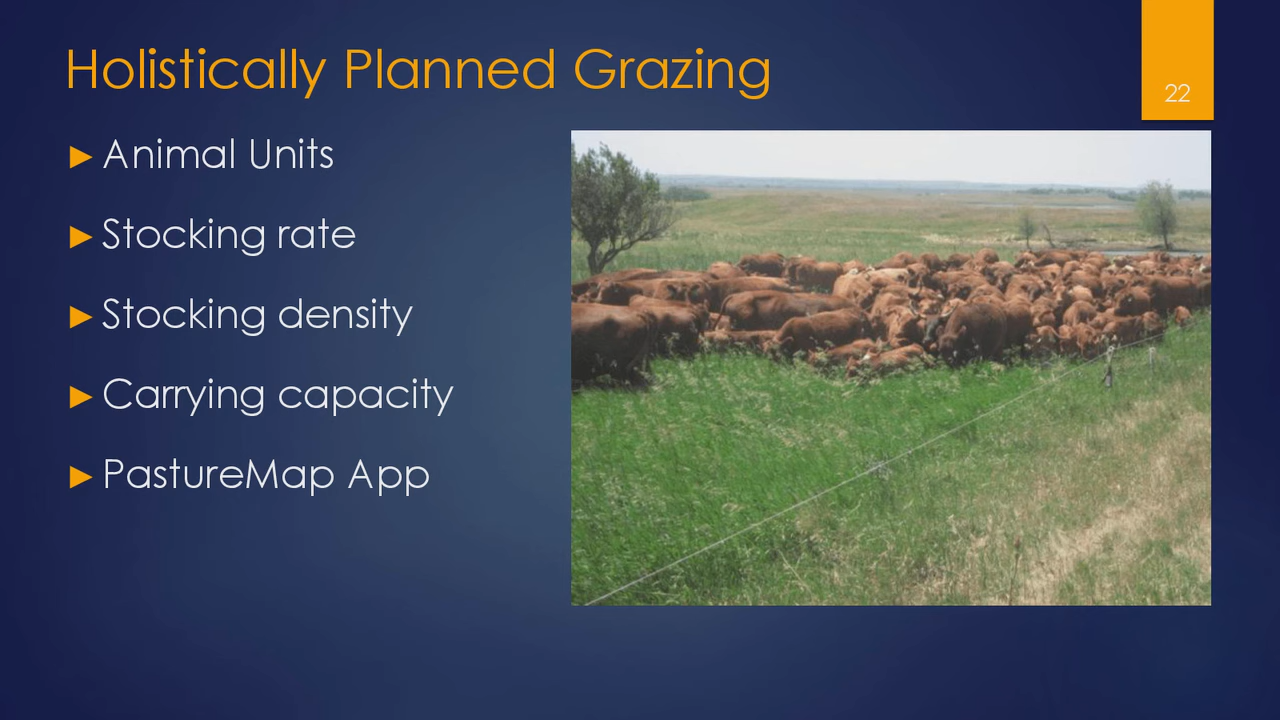 Holistically Planned Grazing
22
Animal Units
Stocking rate
Stocking density
Carrying capacity
PastureMap App